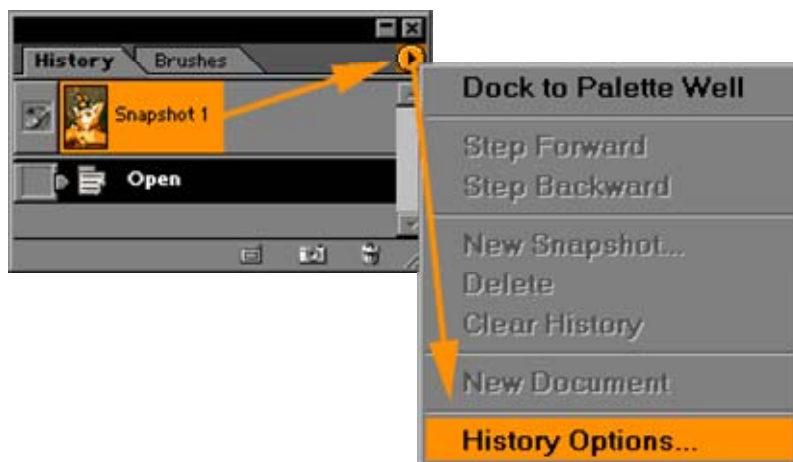 History Brushes
Snapshot 1
Open
Dock to Palette Well
Step Forward
Step Backward
New Snapshot...
Delete
Clear History
New Document
History Options...